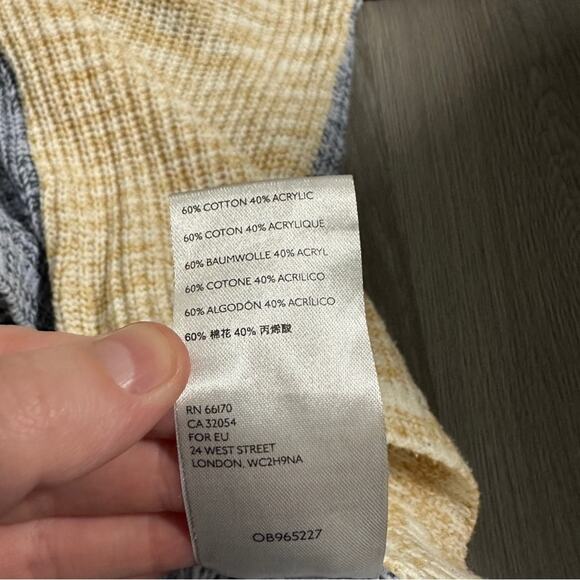 60% COTTON 40% ACRYLIC
60% COTON 40% ACRYLIQUE
60% BAUMWOLLE 40% ACRYL
60% COTONE 40% ACRILICO
60% ALGODÓN 40% ACRÍLICO
60% 棉花 40% 丙烯酸
RN 66170
CA 32054
FOR EU
24 WEST STREET
LONDON, WC2H9NA
OB965227